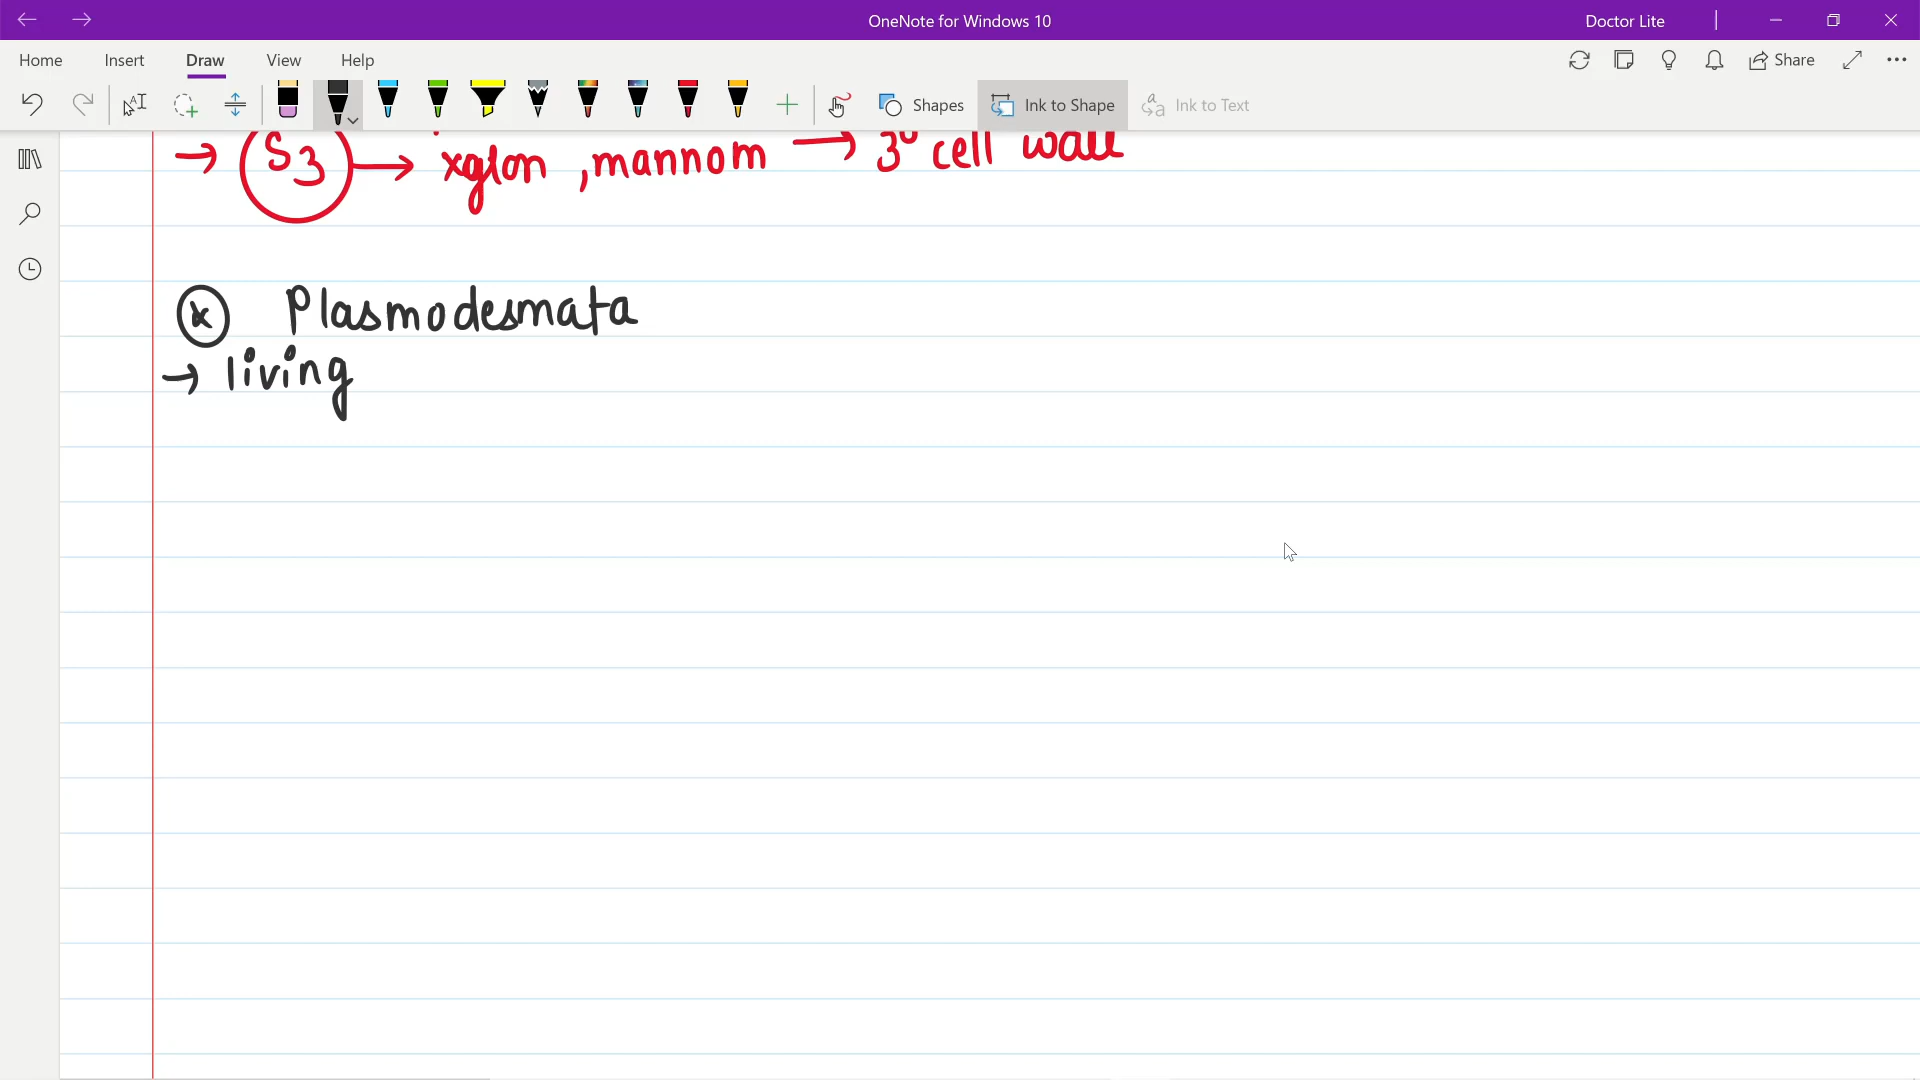 OneNote for Windows 10
Doctor Lite
Home Insert Draw View Help
Share
Shapes Ink to Shape Ink to Text
→ S3 → xglon , mannom → 3° cell wall
Plasmodesmata
→ living